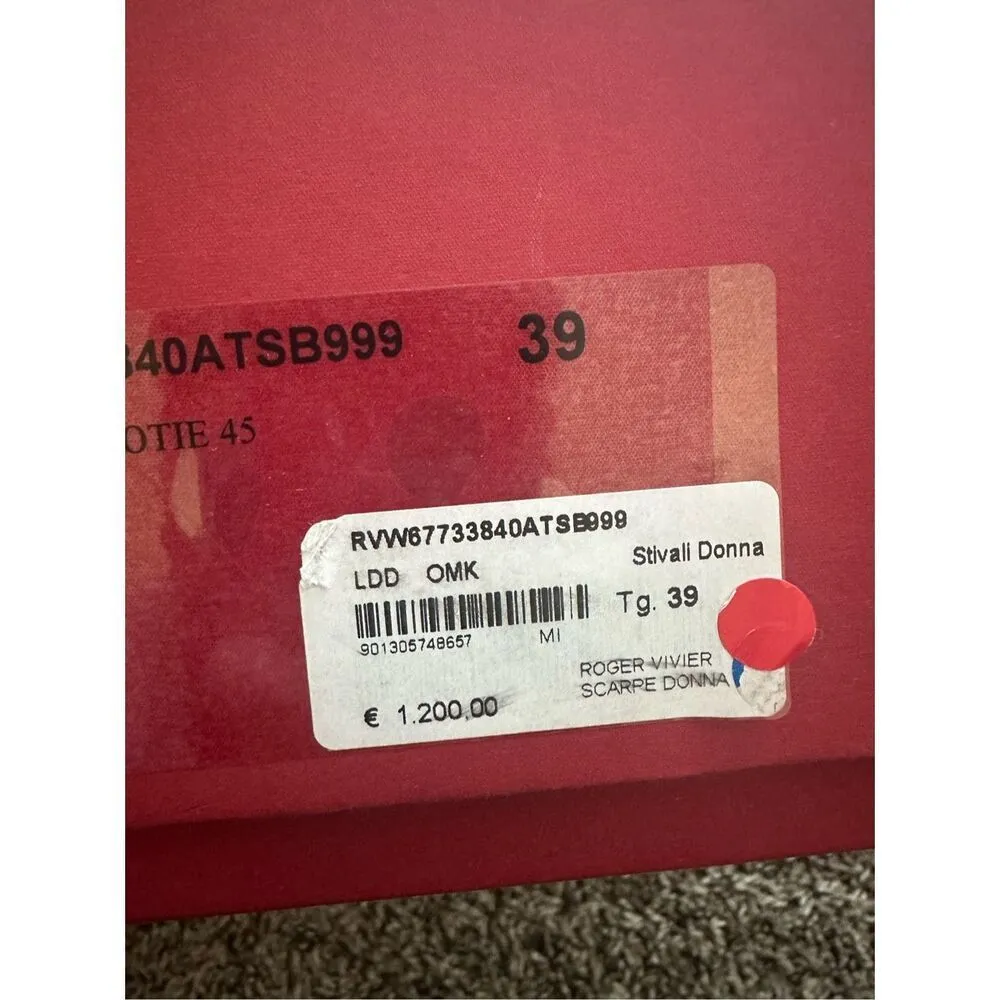 840ATSB999 39
OTIE 45
RVW67733840ATSB999
LDD OMK Stivali Donna
Tg. 39
901305748657 MI
ROGER VIVIER
SCARPE DONNA
€ 1.200,00